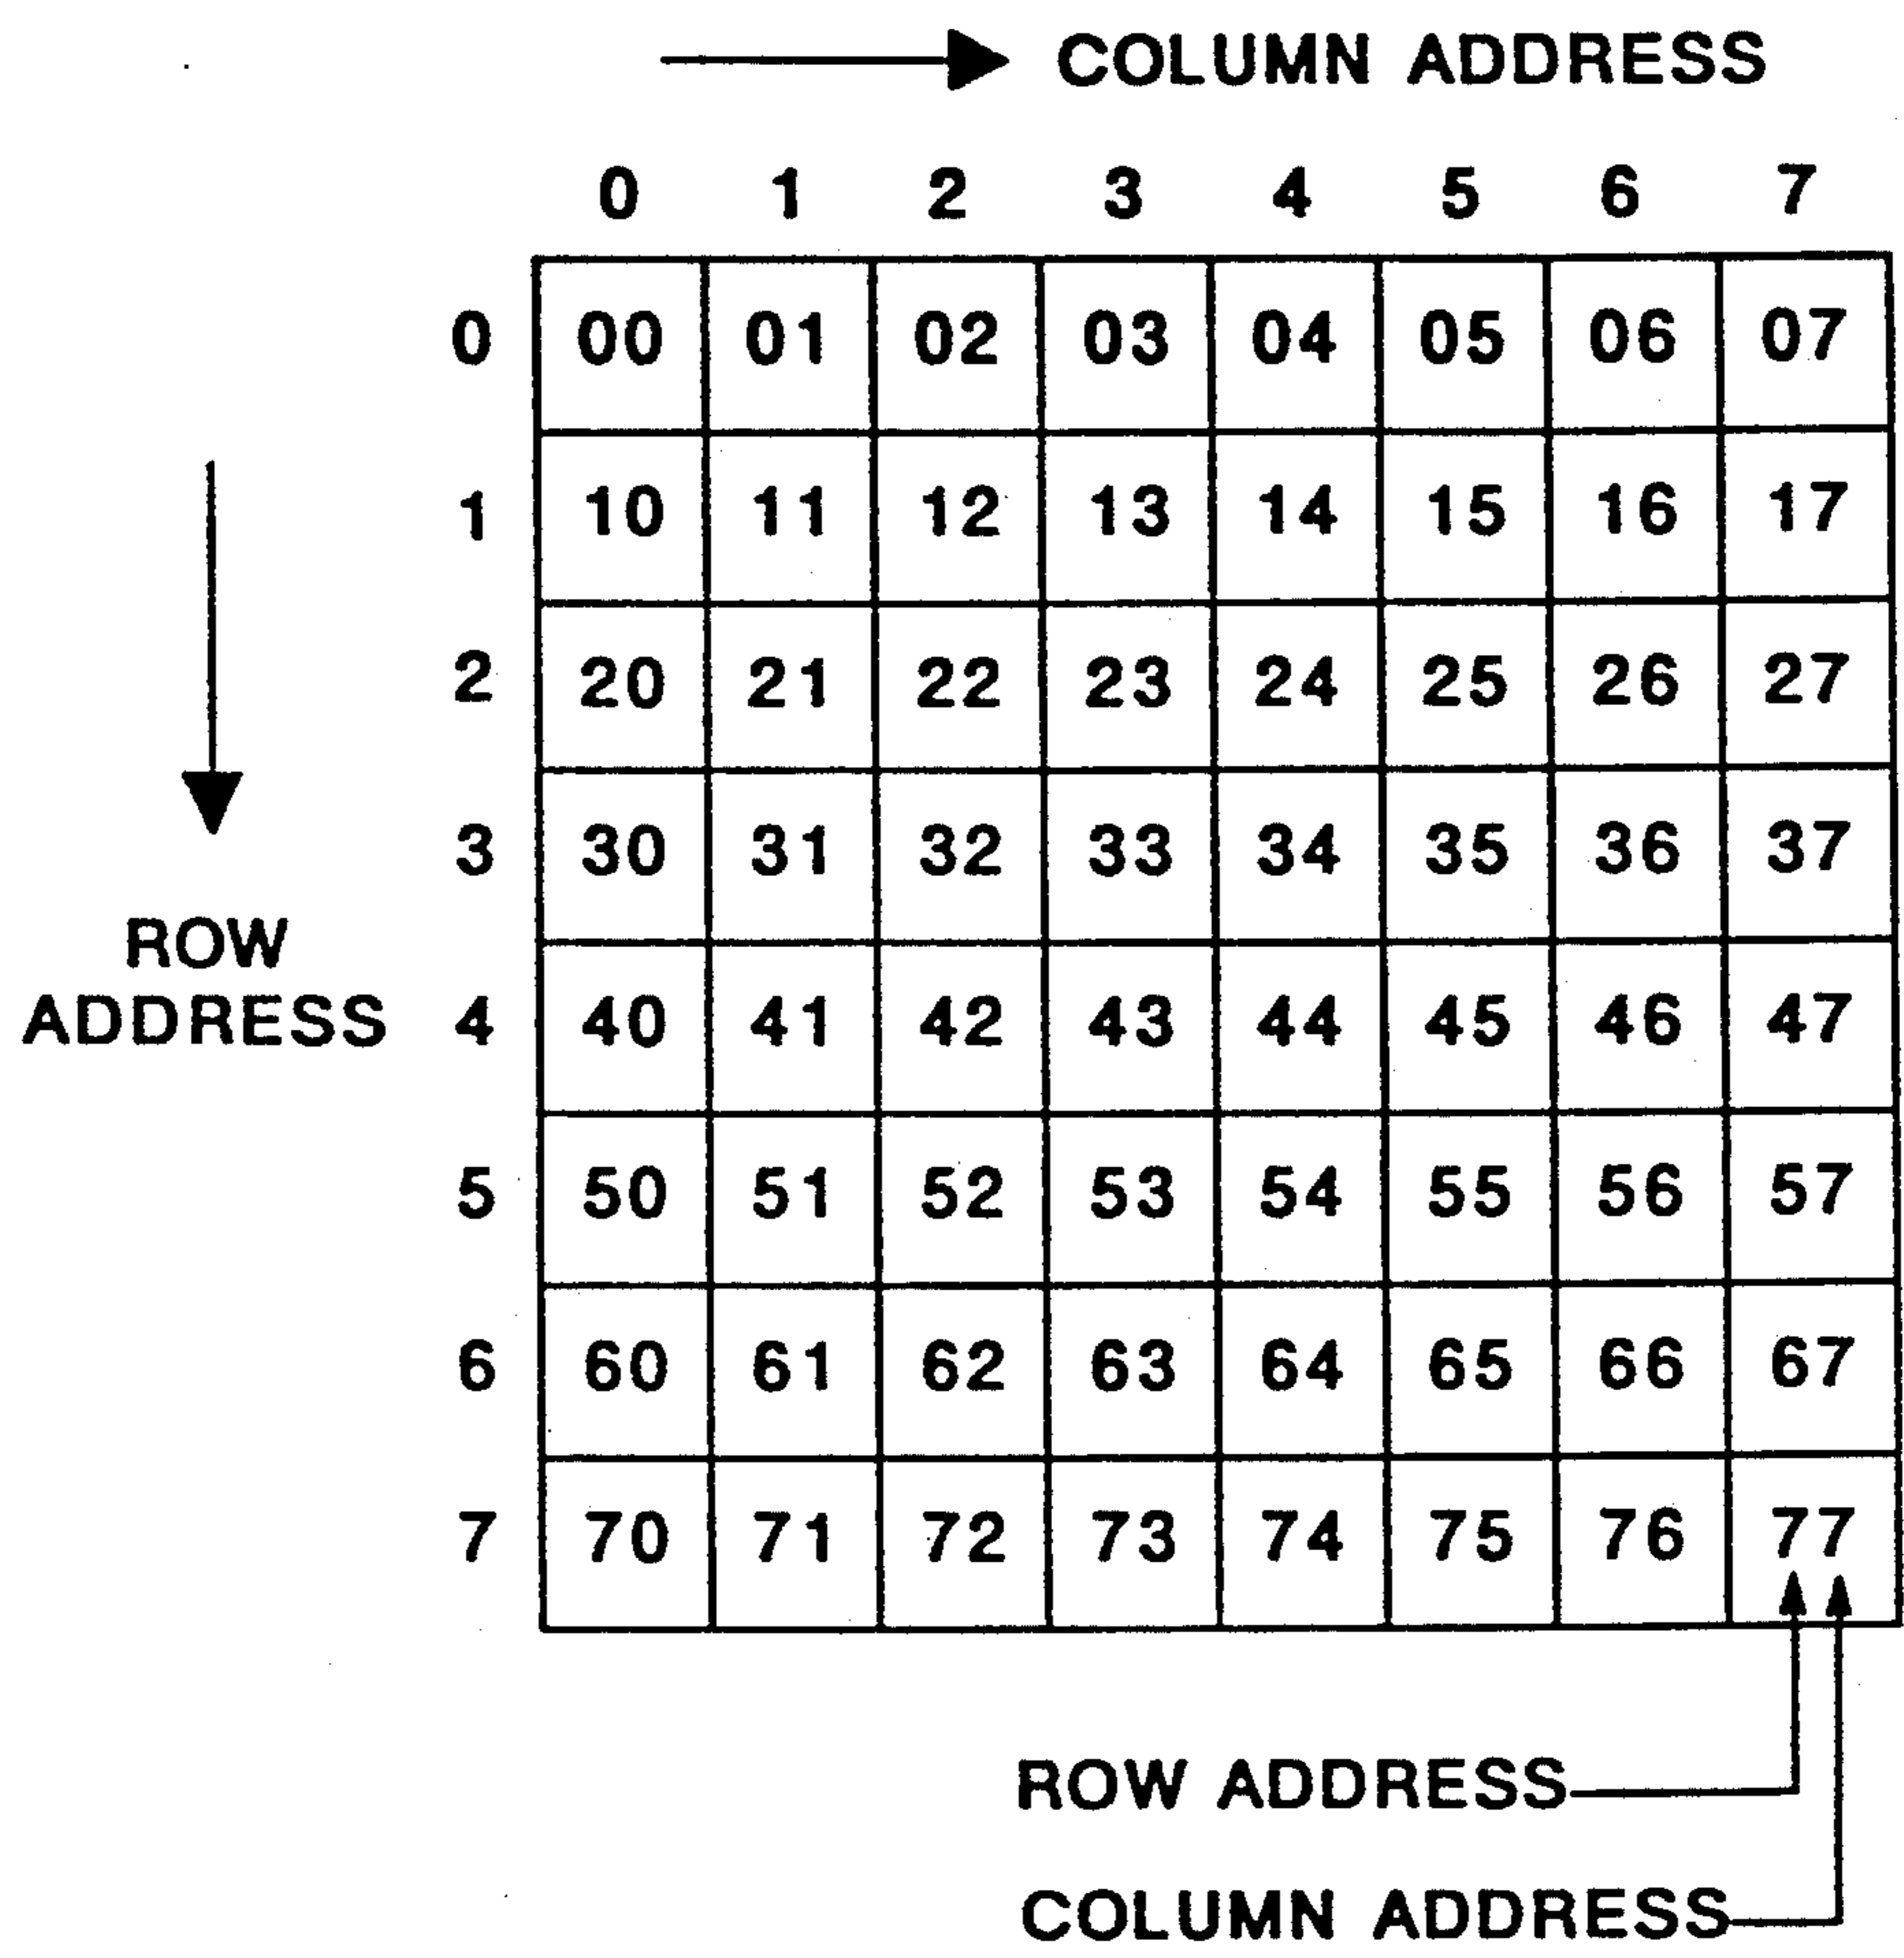 COLUMN ADDRESS
0 1 2 3 4 5 6 7
0 00 01 02 03 04 05 06 07
1 10 11 12 13 14 15 16 17
2 20 21 22 23 24 25 26 27
3 30 31 32 33 34 35 36 37
ROW
ADDRESS
4 40 41 42 43 44 45 46 47
5 50 51 52 53 54 55 56 57
6 60 61 62 63 64 65 66 67
7 70 71 72 73 74 75 76 77
ROW ADDRESS
COLUMN ADDRESS